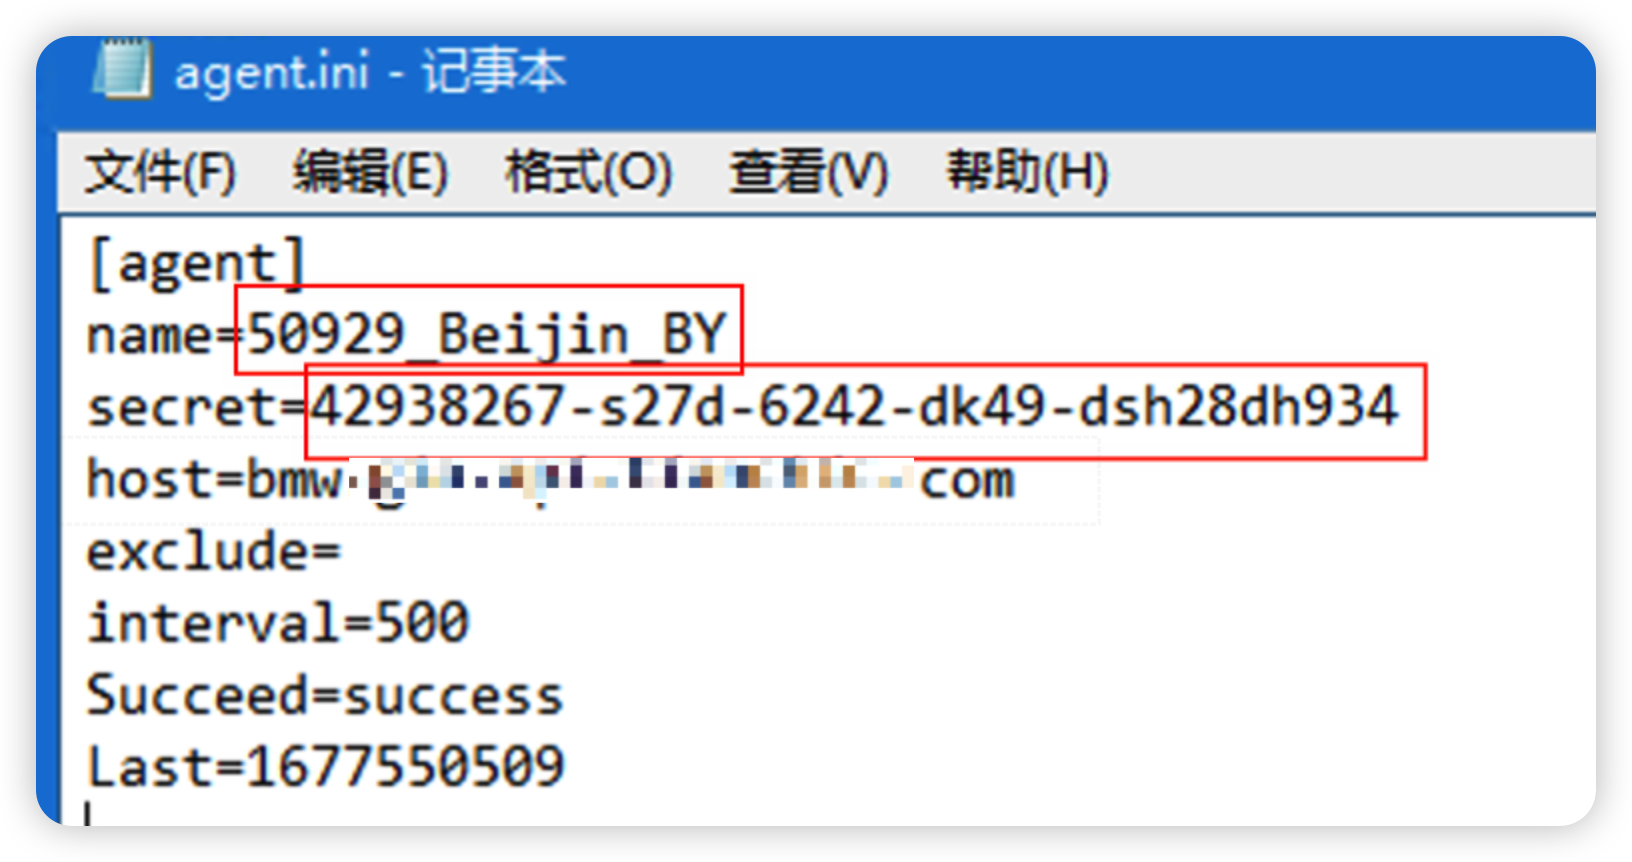 agent.ini - 记事本
文件(F) 编辑(E) 格式(O) 查看(V) 帮助(H)
[agent]
name=50929_Beijin_BY
secret=42938267-s27d-6242-dk49-dsh28dh934
host=bmw com
exclude=
interval=500
Succeed=success
Last=1677550509